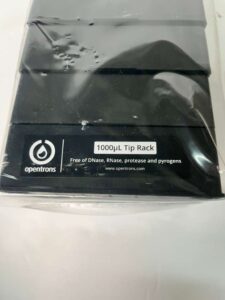 1000µL Tip Rack
Free of DNase, RNase, protease and pyrogens
opentrons
www.opentrons.com